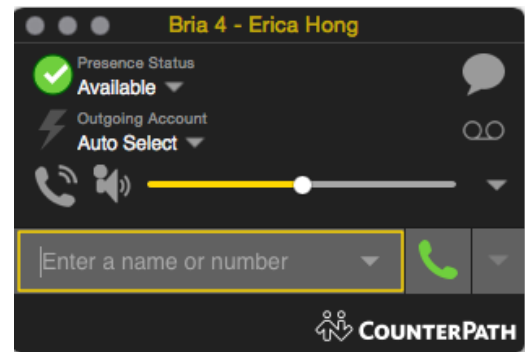 Bria 4 - Erica Hong
Presence Status
Available
Outgoing Account
Auto Select
Enter a name or number
COUNTERPATH